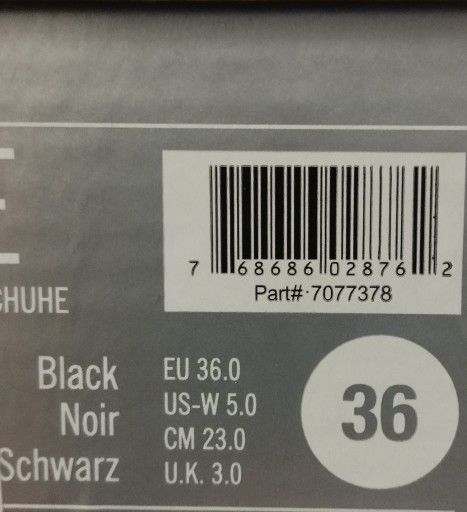 7 68686 02876 2
Part# 7077378
CHUHE
Black
Noir
Schwarz
EU 36.0
US-W 5.0
CM 23.0
U.K. 3.0
36